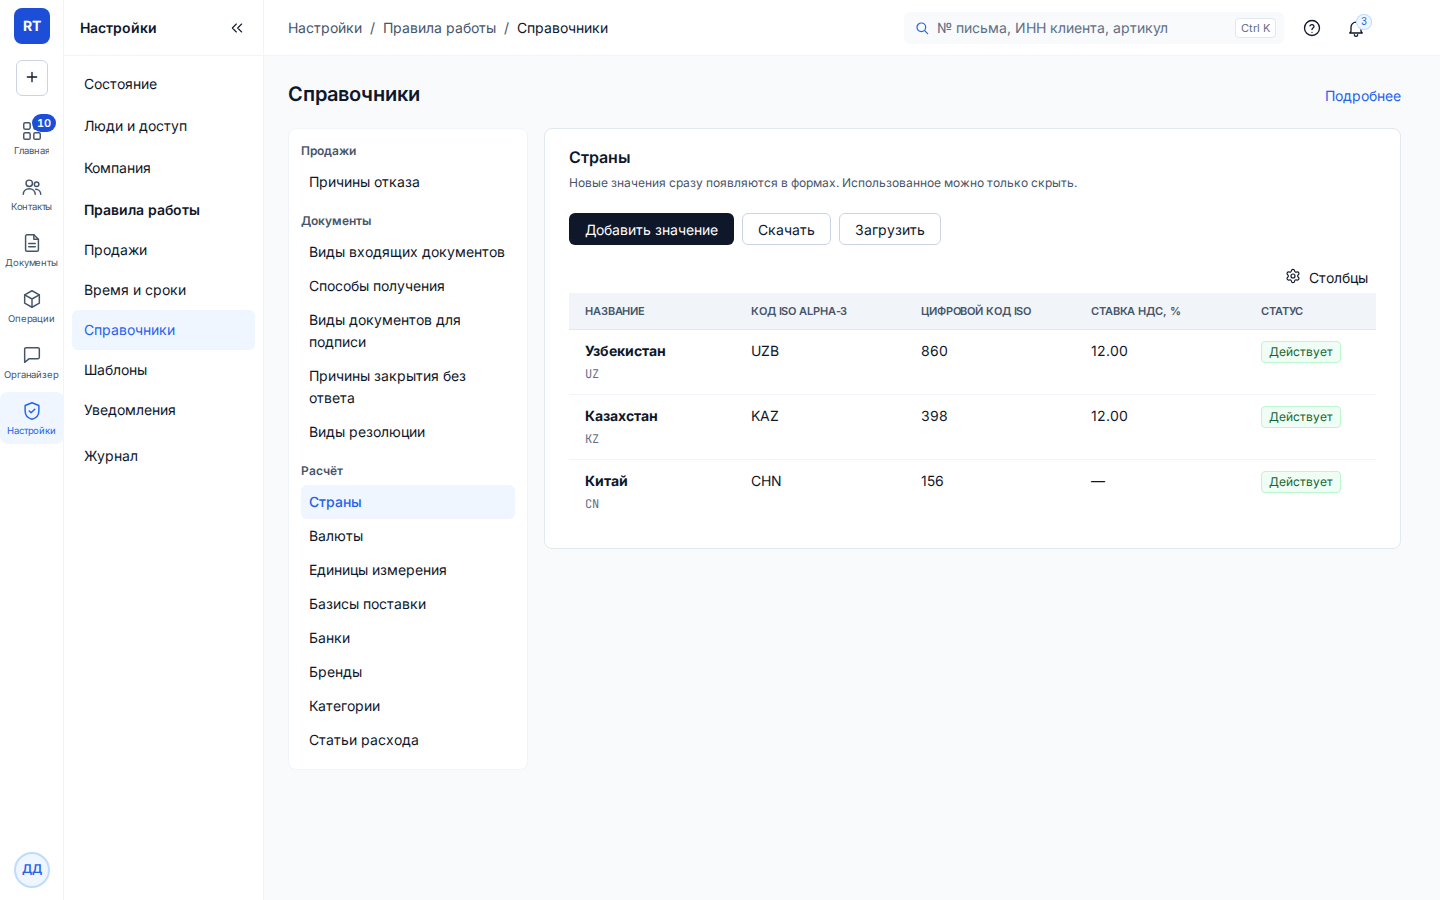 RT
Настройки
Настройки / Правила работы / Справочники
№ письма, ИНН клиента, артикул
Ctrl K
3
10
Главная
Контакты
Документы
Операции
Органайзер
Настройки
ДД
Состояние
Люди и доступ
Компания
Правила работы
Продажи
Время и сроки
Справочники
Шаблоны
Уведомления
Журнал
Справочники
Подробнее
Продажи
Причины отказа
Документы
Виды входящих документов
Способы получения
Виды документов для
подписи
Причины закрытия без
ответа
Виды резолюции
Расчёт
Страны
Валюты
Единицы измерения
Базисы поставки
Банки
Бренды
Категории
Статьи расхода
Страны
Новые значения сразу появляются в формах. Использованное можно только скрыть.
Добавить значение
Скачать
Загрузить
Столбцы
НАЗВАНИЕ КОД ISO ALPHA-3 ЦИФРОВОЙ КОД ISO СТАВКА НДС, % СТАТУС
Узбекистан UZB 860 12.00 Действует
UZ
Казахстан KAZ 398 12.00 Действует
KZ
Китай CHN 156 — Действует
CN